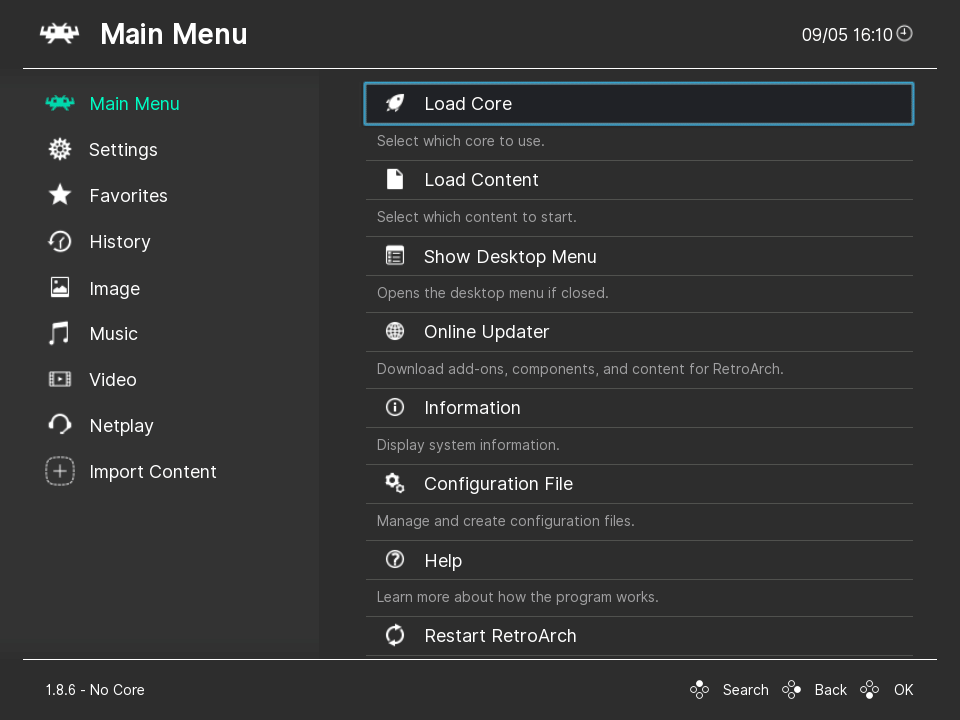 Main Menu
09/05 16:10
Main Menu
Settings
Favorites
History
Image
Music
Video
Netplay
Import Content
Load Core
Select which core to use.
Load Content
Select which content to start.
Show Desktop Menu
Opens the desktop menu if closed.
Online Updater
Download add-ons, components, and content for RetroArch.
Information
Display system information.
Configuration File
Manage and create configuration files.
Help
Learn more about how the program works.
Restart RetroArch
1.8.6 - No Core
Search Back OK